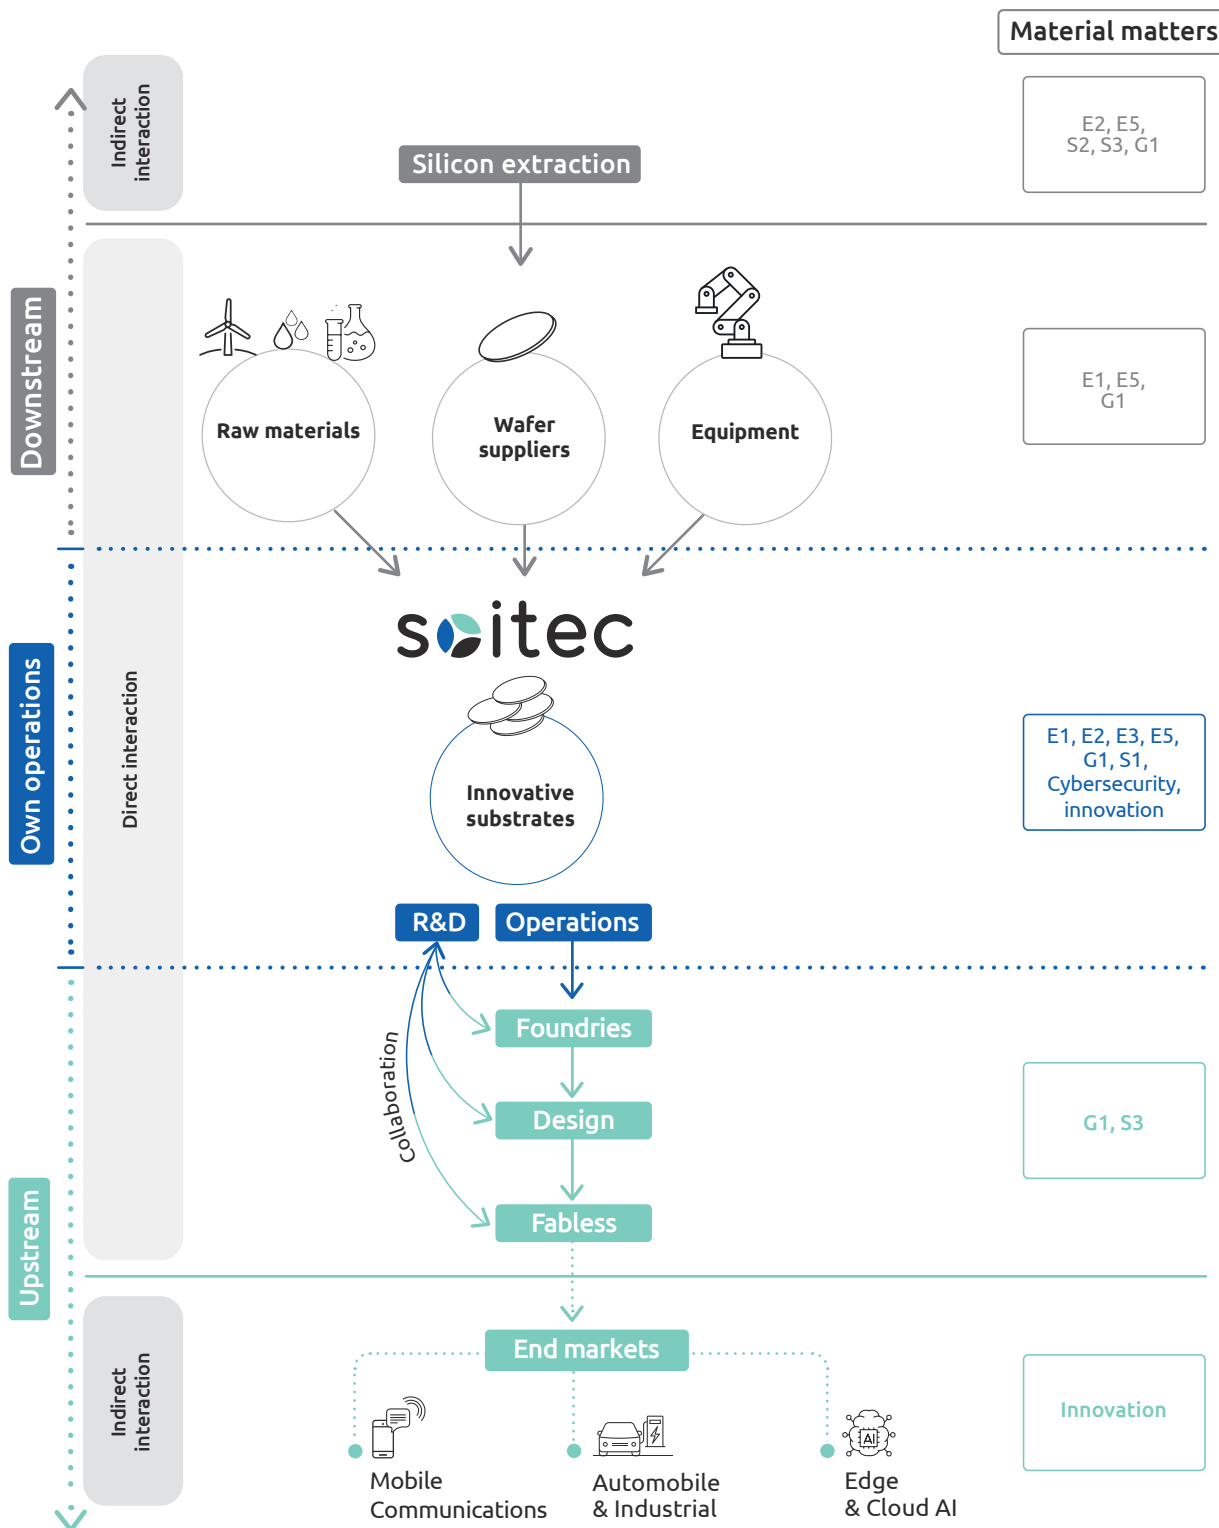 Material matters
Indirect
interaction
E2, E5,
S2, S3, G1
Silicon extraction
Downstream
Raw materials
Wafer
suppliers
Equipment
E1, E5,
G1
Own operations
Direct interaction
soitec
Innovative
substrates
E1, E2, E3, E5,
G1, S1,
Cybersecurity,
innovation
R&D
Operations
Collaboration
Foundries
Design
Fabless
G1, S3
Upstream
Indirect
interaction
End markets
AI
Mobile
Communications
Automobile
& Industrial
Edge
& Cloud AI
Innovation